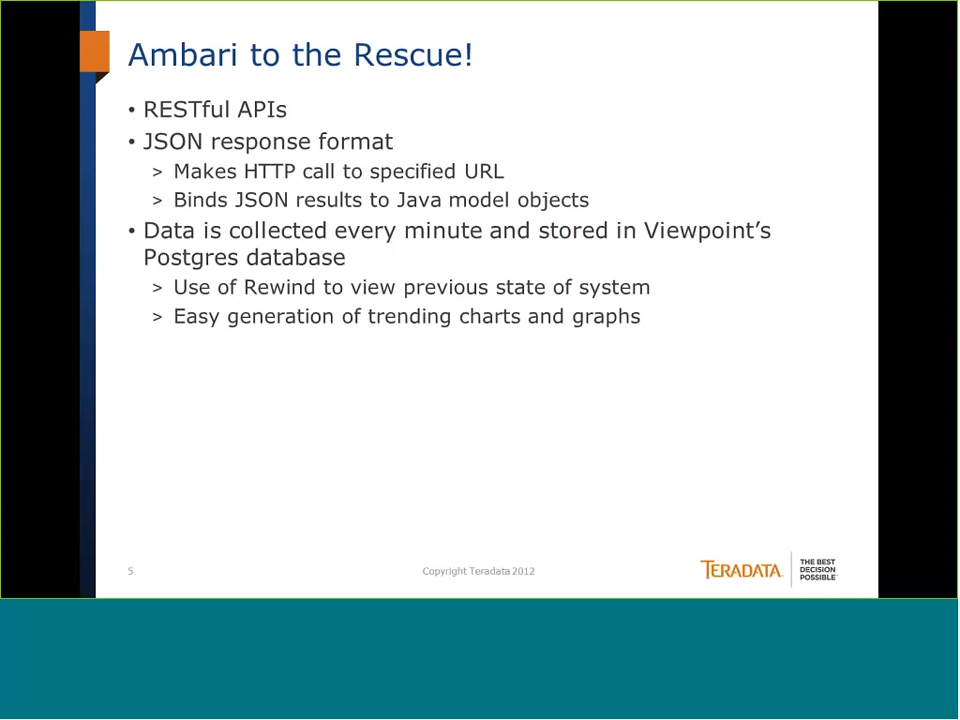 Ambari to the Rescue!
• RESTful APIs
• JSON response format
> Makes HTTP call to specified URL
> Binds JSON results to Java model objects
• Data is collected every minute and stored in Viewpoint’s
Postgres database
> Use of Rewind to view previous state of system
> Easy generation of trending charts and graphs
5
Copyright Teradata 2012
TERADATA
THE BEST
DECISION
POSSIBLE